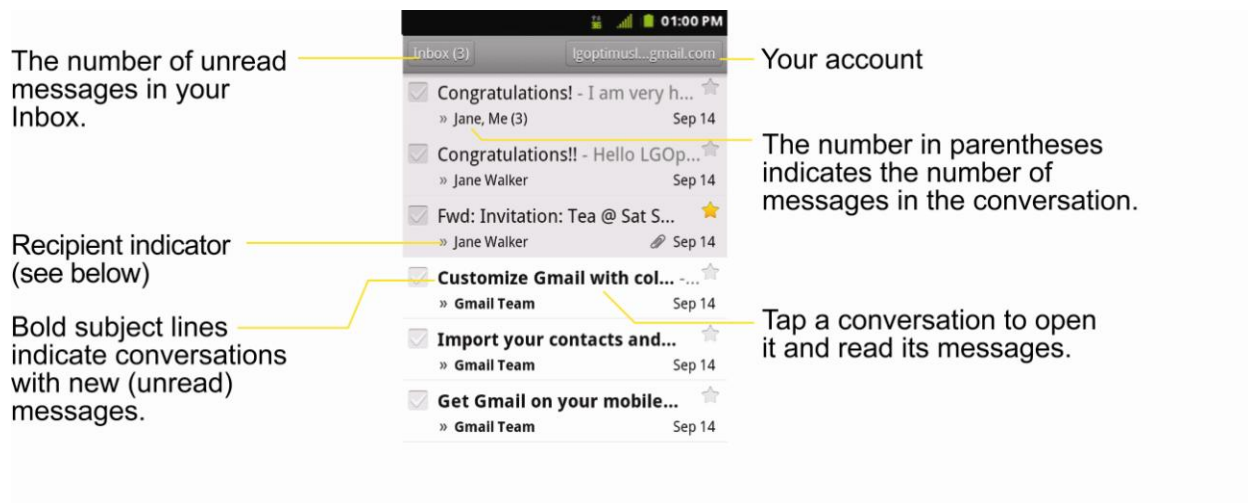 01:00 PM
Inbox (3)
lgoptimusl...gmail.com
The number of unread
messages in your
Inbox.
Your account
Congratulations! - I am very h...
» Jane, Me (3) Sep 14
The number in parentheses
indicates the number of
messages in the conversation.
Congratulations!! - Hello LGOp...
» Jane Walker Sep 14
Fwd: Invitation: Tea @ Sat S...
» Jane Walker Sep 14
Recipient indicator
(see below)
Customize Gmail with col... -...
» Gmail Team Sep 14
Bold subject lines
indicate conversations
with new (unread)
messages.
Tap a conversation to open
it and read its messages.
Import your contacts and...
» Gmail Team Sep 14
Get Gmail on your mobile...
» Gmail Team Sep 14